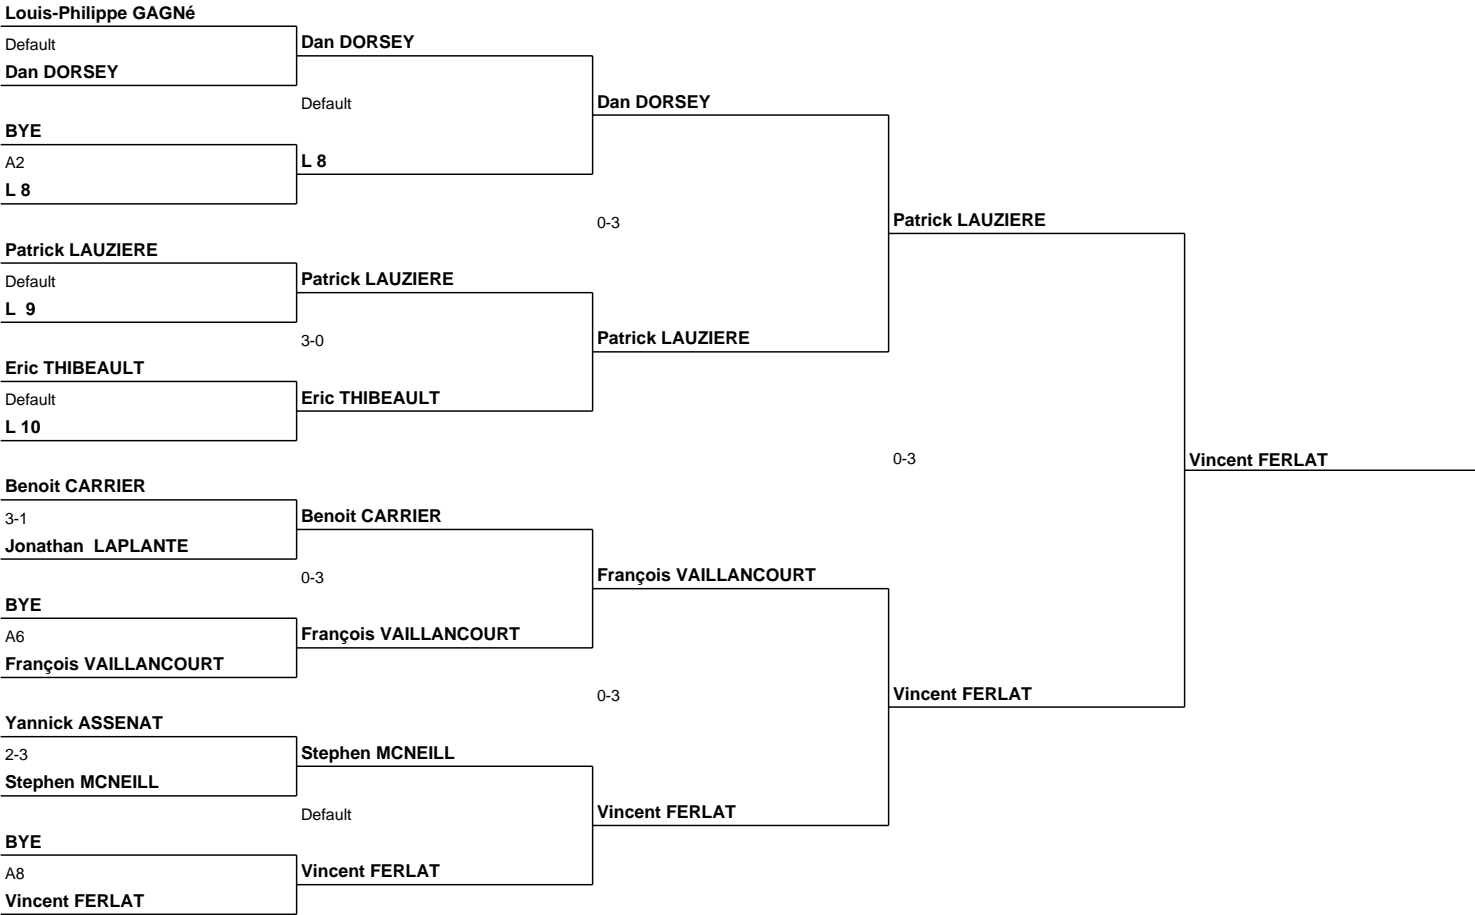 Louis-Philippe GAGNé
Default
Dan DORSEY
Dan DORSEY
Default
Dan DORSEY
BYE
A2
L 8
L 8
0-3
Patrick LAUZIERE
Patrick LAUZIERE
Default
L 9
Patrick LAUZIERE
3-0
Patrick LAUZIERE
Eric THIBEAULT
Default
L 10
Eric THIBEAULT
0-3
Vincent FERLAT
Benoit CARRIER
3-1
Jonathan LAPLANTE
Benoit CARRIER
0-3
François VAILLANCOURT
BYE
A6
François VAILLANCOURT
François VAILLANCOURT
0-3
Vincent FERLAT
Yannick ASSENAT
2-3
Stephen MCNEILL
Stephen MCNEILL
Default
Vincent FERLAT
BYE
A8
Vincent FERLAT
Vincent FERLAT